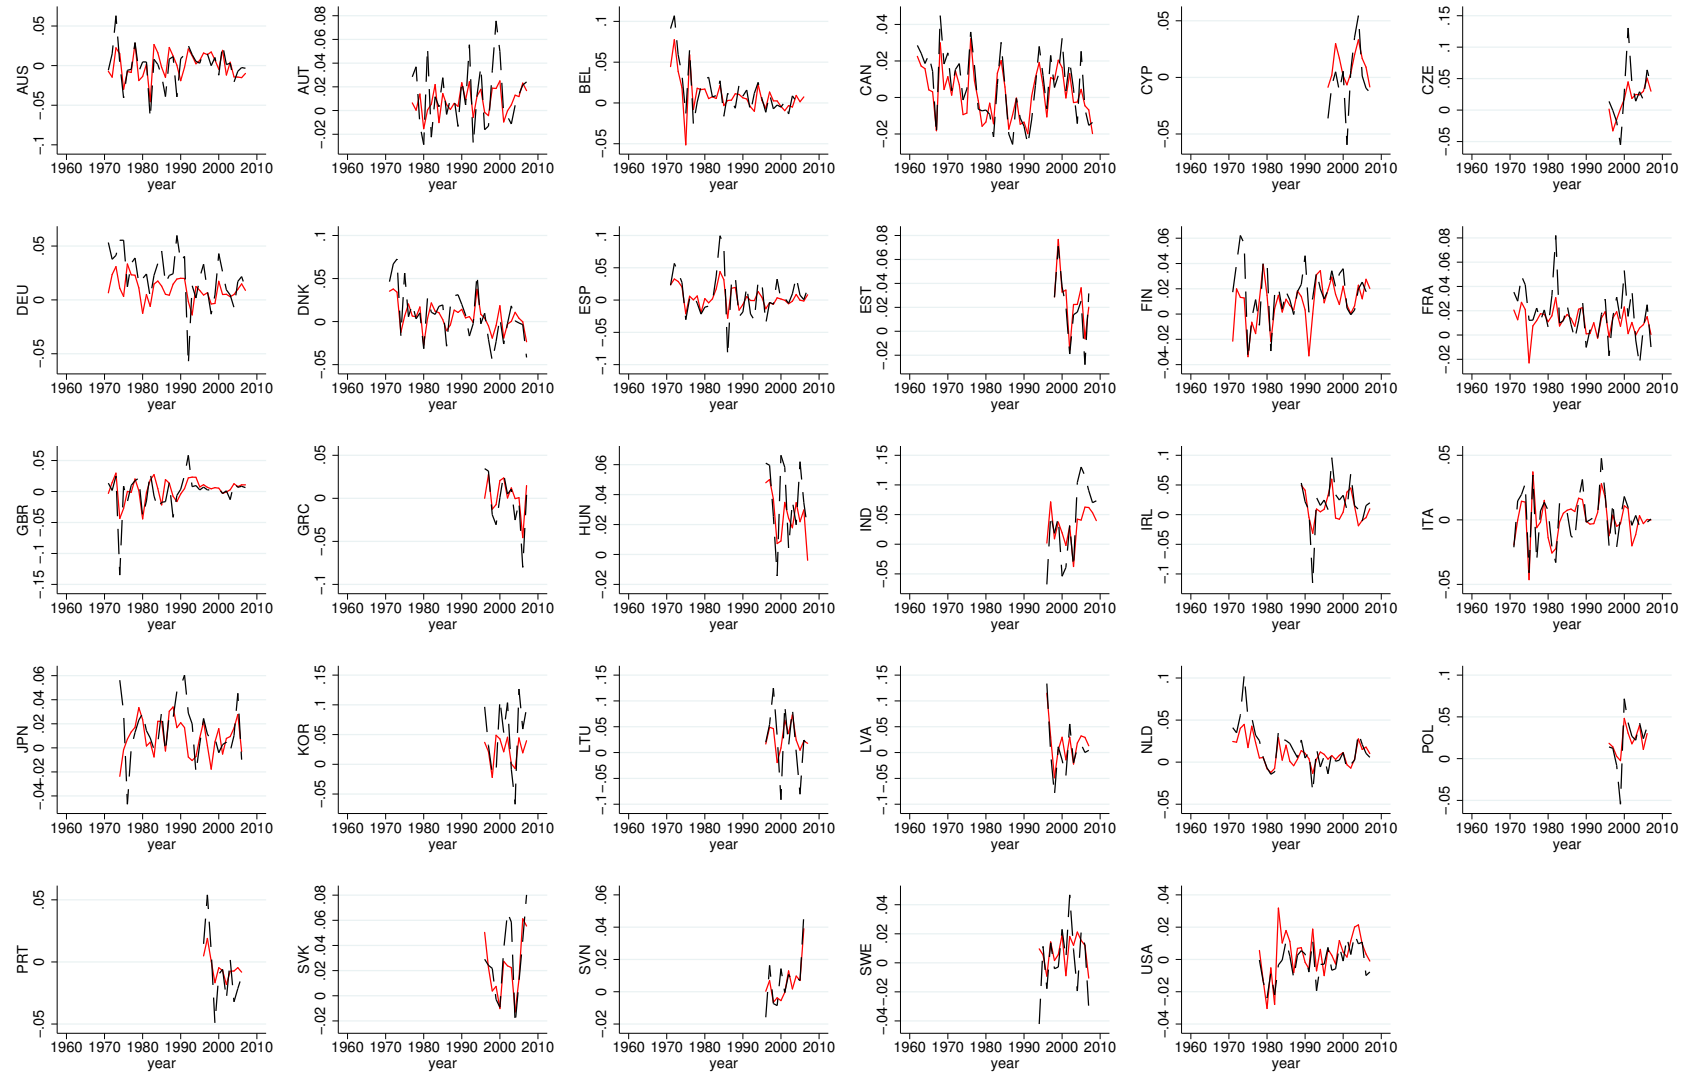 AUS
−.1 −.05 0 .05
1960 1970 1980 1990 2000 2010
year
AUT
−.02 0 .02 .04 .06 .08
1960 1970 1980 1990 2000 2010
year
BEL
−.05 0 .05 .1
1960 1970 1980 1990 2000 2010
year
CAN
−.02 0 .02 .04
1960 1970 1980 1990 2000 2010
year
CYP
−.05 0 .05
1960 1970 1980 1990 2000 2010
year
CZE
−.05 0 .05 .1 .15
1960 1970 1980 1990 2000 2010
year
DEU
−.05 0 .05
1960 1970 1980 1990 2000 2010
year
DNK
−.05 0 .05 .1
1960 1970 1980 1990 2000 2010
year
ESP
−.1 −.05 0 .05 .1
1960 1970 1980 1990 2000 2010
year
EST
−.02 0 .02 .04 .06 .08
1960 1970 1980 1990 2000 2010
year
FIN
−.04 −.02 0 .02 .04 .06
1960 1970 1980 1990 2000 2010
year
FRA
−.02 0 .02 .04 .06 .08
1960 1970 1980 1990 2000 2010
year
GBR
−.15 −.1 −.05 0 .05
1960 1970 1980 1990 2000 2010
year
GRC
−.1 −.05 0 .05
1960 1970 1980 1990 2000 2010
year
HUN
−.02 0 .02 .04 .06
1960 1970 1980 1990 2000 2010
year
IND
−.05 0 .05 .1 .15
1960 1970 1980 1990 2000 2010
year
IRL
−.1 −.05 0 .05 .1
1960 1970 1980 1990 2000 2010
year
ITA
−.05 0 .05
1960 1970 1980 1990 2000 2010
year
JPN
−.04 −.02 0 .02 .04 .06
1960 1970 1980 1990 2000 2010
year
KOR
−.05 0 .05 .1 .15
1960 1970 1980 1990 2000 2010
year
LTU
−.1 −.05 0 .05 .1 .15
1960 1970 1980 1990 2000 2010
year
LVA
−.1 −.05 0 .05 .1 .15
1960 1970 1980 1990 2000 2010
year
NLD
−.05 0 .05 .1
1960 1970 1980 1990 2000 2010
year
POL
−.05 0 .05 .1
1960 1970 1980 1990 2000 2010
year
PRT
−.05 0 .05
1960 1970 1980 1990 2000 2010
year
SVK
−.02 0 .02 .04 .06 .08
1960 1970 1980 1990 2000 2010
year
SVN
−.02 0 .02 .04 .06
1960 1970 1980 1990 2000 2010
year
SWE
−.04 −.02 0 .02 .04
1960 1970 1980 1990 2000 2010
year
USA
−.04 −.02 0 .02 .04
1960 1970 1980 1990 2000 2010
year